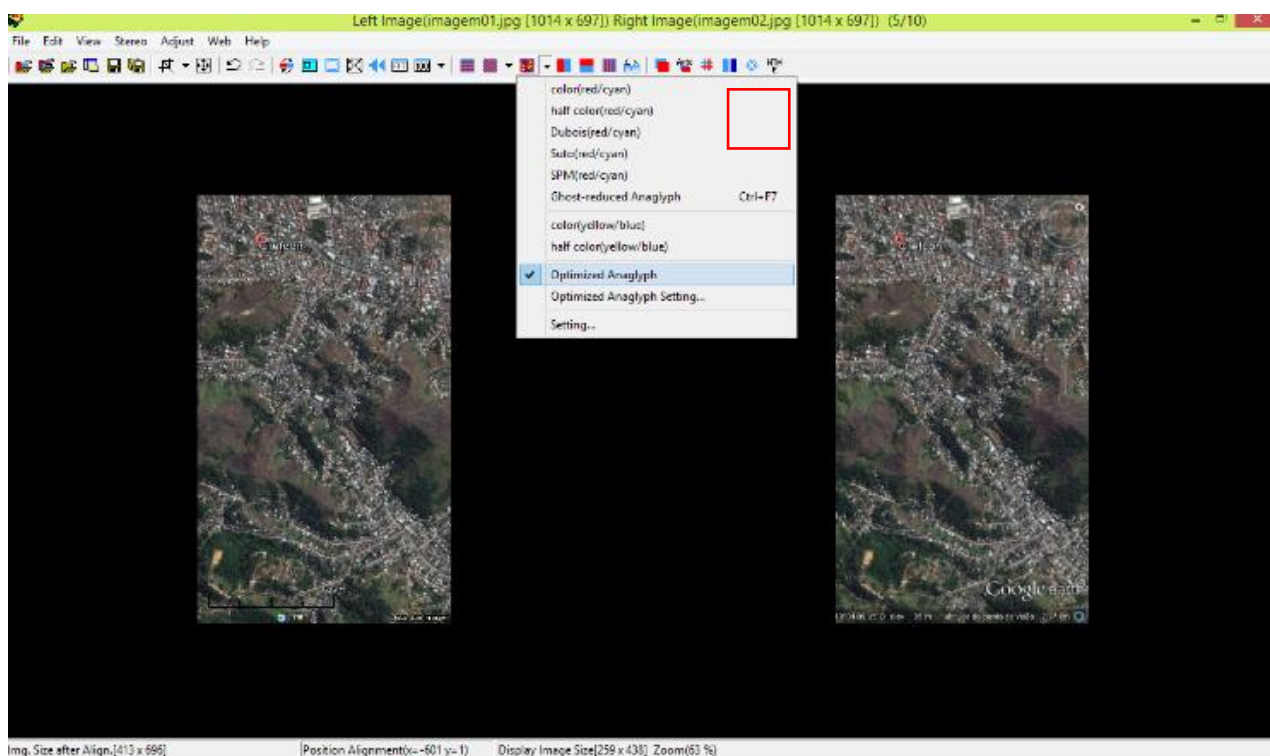 Left Image(imagem01.jpg [1014 x 697]) Right Image(imagem02.jpg [1014 x 697]) (5/10)
File Edit View Stereo Adjust Web Help
color(red/cyan)
half color(red/cyan)
Dubois(red/cyan)
SPM(red/cyan)
Ghost-reduced Anaglyph Ctrl+F7
color(yellow/blue)
half color(yellow/blue)
Optimized Anaglyph
Optimized Anaglyph Setting...
Setting...
Google earth
Img. Size after Align.[413 x 696] Position Alignment(x=-601 y=1) Display Image Size[259 x 438] Zoom(63 %)